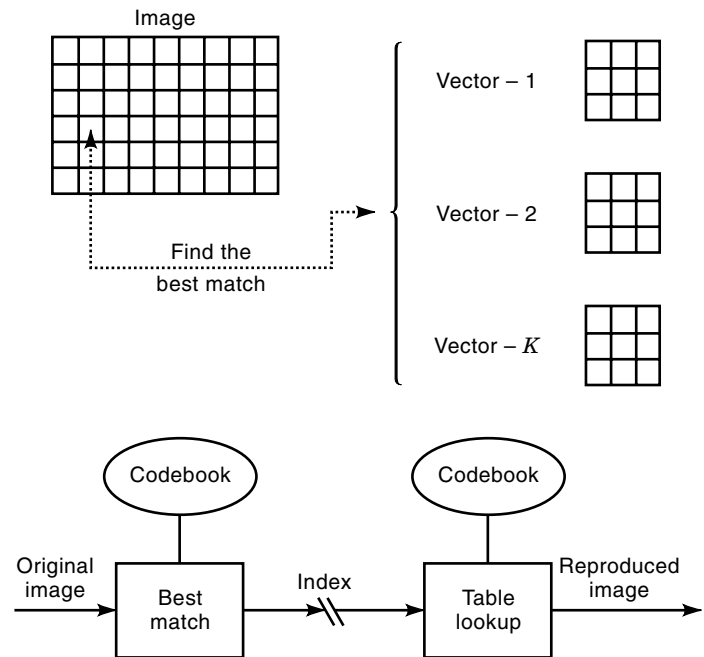 Image
Vector – 1
Vector – 2
Find the
best match
Vector – K
Codebook
Codebook
Original
image
Best
match
Index
Table
lookup
Reproduced
image